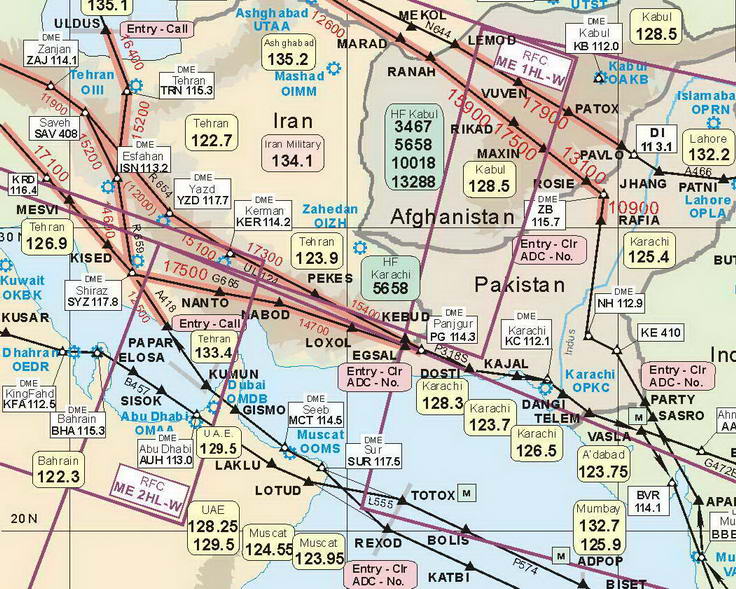 135.1
ULDUS
Entry - Call
16400
Ashghabad
UTAA
12600
MEKOL
N644
LEMOD
MARAD
RANAH
DME
UTST
DME
Kabul
KB 112.0
Kabul
128.5
Kabul
OAKB
RFC
ME 1HL-W
DME
Zanjan
ZAJ 114.1
Tehran
OIII
DME
Tehran
TRN 115.3
Ashghabad
135.2
Mashad
OIMM
VUVEN
17900
PATOX
Islamabad
OPRN
11900
Saveh
SAV 408
15200
15200
Tehran
122.7
Iran
Iran Military
134.1
HF Kabul
3467
5658
10018
13288
15900
17500
RIKAD
MAXIN
Kabul
128.5
13100
PAVLO
DME
DI
113.1
Lahore
132.2
A466
JHANG
PATNI
Lahore
OPLA
17100
KRD
116.4
MESVI
DME
Esfahan
ISN 113.2
(12000)
R654
DME
Yazd
YZD 117.7
DME
Kerman
KER 114.2
Zahedan
OIZH
Afghanistan
ROSIE
ZB
115.7
10900
RAFIA
30 N
Tehran
126.9
KISED
14600
R659
15100
17300
UL124
Tehran
123.9
Entry - Clr
ADC - No.
Karachi
125.4
Kuwait
OKBK
Shiraz
SYZ 117.8
17500
G665
NANTO
NABOD
PEKES
HF
Karachi
5658
Pakistan
DME
NH 112.9
KUSAR
A418
12500
Entry - Call
14700
15400
LOXOL
KEBUD
EGSAL
DME
Panjgur
PG 114.3
DME
Karachi
KC 112.1
Indus
KE 410
Dhahran
OEDR
PAPAR
ELOSA
Tehran
133.4
Entry - Clr
ADC - No.
DOSTI
P318S
KAJAL
Karachi
OPKC
Entry - Clr
ADC - No.
DME
KingFahd
KFA 112.5
B457
SISOK
KUMUN
Dubai
OMDB
Karachi
128.3
Karachi
123.7
DANGI
TELEM
PARTY
SASRO
DME
Bahrain
BHA 115.3
Abu Dhabi
OMAA
GISMO
DME
Seeb
MCT 114.5
Muscat
OOMS
Karachi
126.5
VASLA
M
DME
Abu Dhabi
AUH 113.0
U.A.E.
129.5
DME
Sur
SUR 117.5
A'dabad
123.75
G472E
Bahrain
122.3
RFC
ME 2HL-W
LAKLU
LOTUD
L555
TOTOX
M
BVR
114.1
20 N
UAE
128.25
129.5
Muscat
124.55
Muscat
123.95
REXOD
BOLIS
Mumbay
132.7
125.9
Entry - Clr
ADC - No.
KATBI
P574
M
ADPOP
BISET